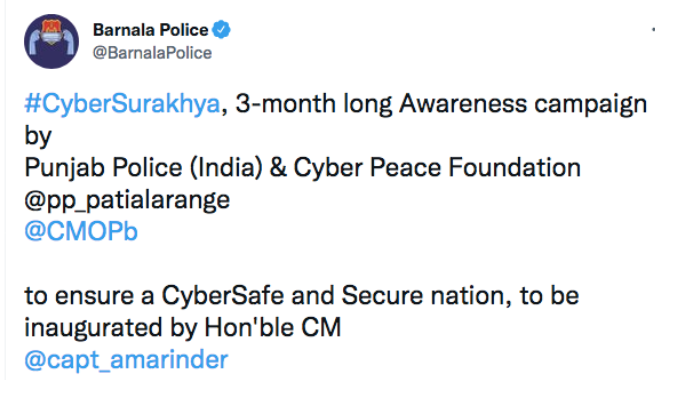 Barnala Police
@BarnalaPolice
#CyberSurakhya, 3-month long Awareness campaign
by
Punjab Police (India) & Cyber Peace Foundation
@pp_patialarange
@CMOPb
to ensure a CyberSafe and Secure nation, to be
inaugurated by Hon'ble CM
@capt_amarinder